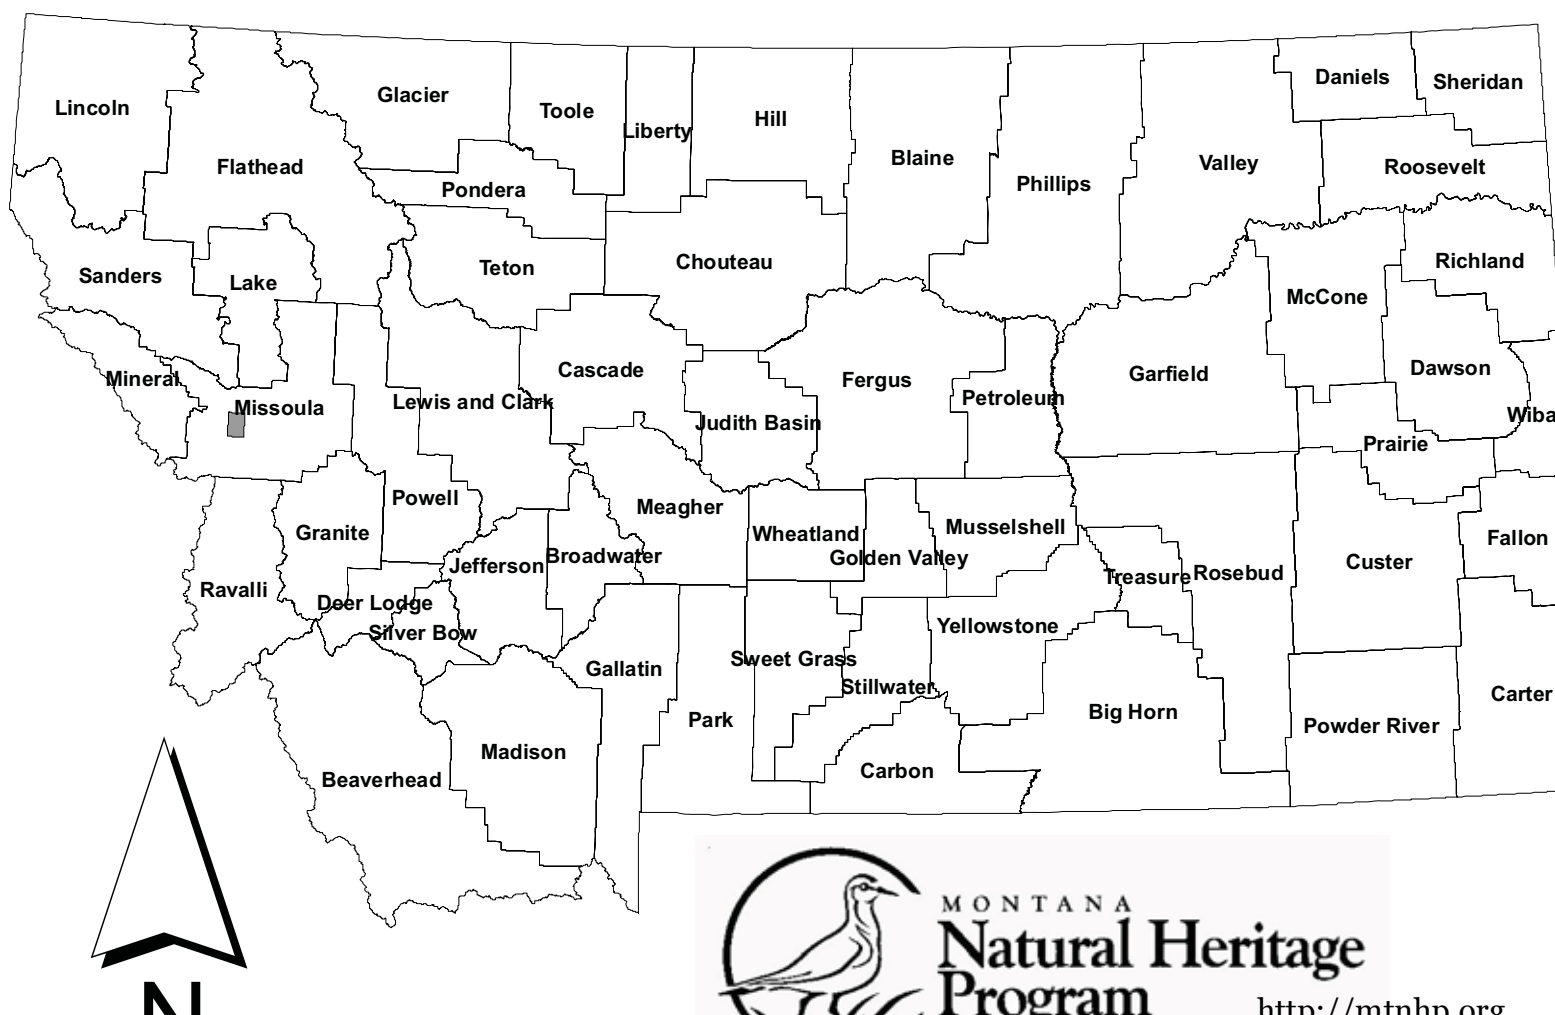 Lincoln
Glacier
Toole
Liberty
Hill
Daniels
Sheridan
Flathead
Pondera
Blaine
Phillips
Valley
Roosevelt
Sanders
Lake
Teton
Chouteau
McCone
Richland
Mineral
Missoula
Lewis and Clark
Cascade
Judith Basin
Fergus
Petroleum
Garfield
Dawson
Wiba
Prairie
Powell
Granite
Meagher
Wheatland
Golden Valley
Musselshell
Custer
Fallon
Ravalli
Deer Lodge
Silver Bow
Jefferson
Broadwater
Treasure
Rosebud
Yellowstone
Gallatin
Sweet Grass
Stillwater
Park
Big Horn
Powder River
Carter
Beaverhead
Madison
Carbon
MONTANA
Natural Heritage
Program
http://mtnhp.org
N